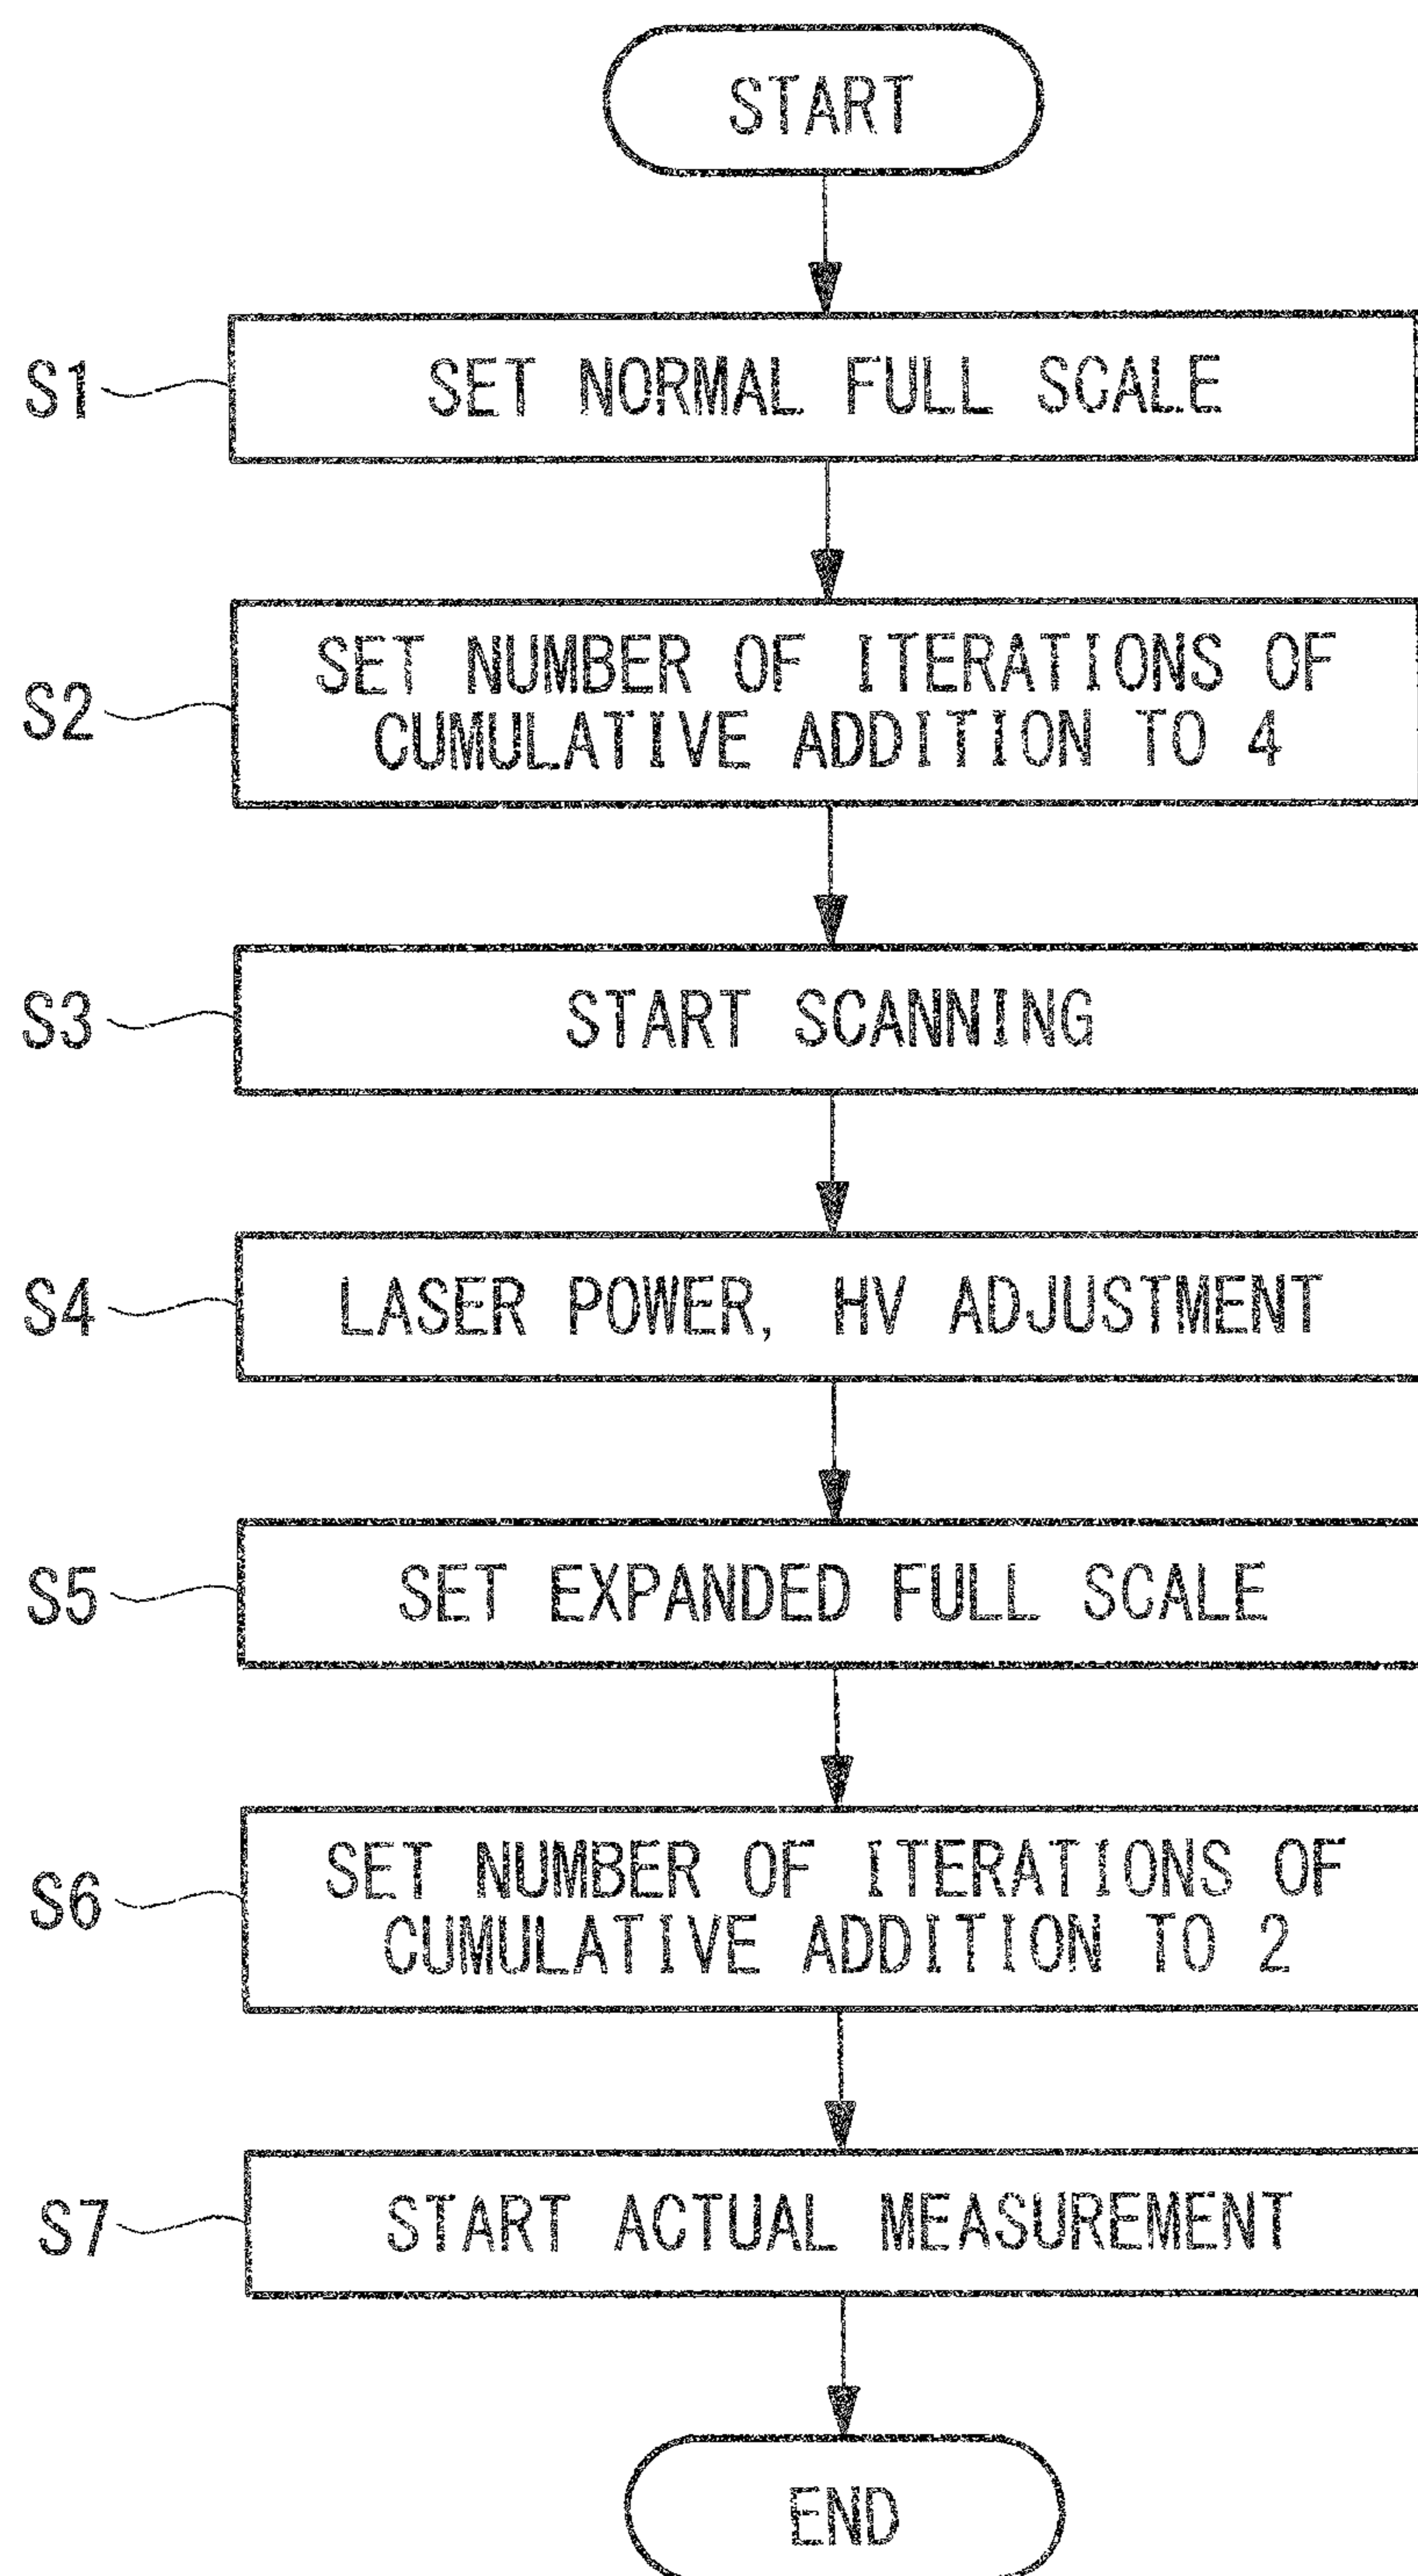 START
S1
SET NORMAL FULL SCALE
S2
SET NUMBER OF ITERATIONS OF
CUMULATIVE ADDITION TO 4
S3
START SCANNING
S4
LASER POWER, HV ADJUSTMENT
S5
SET EXPANDED FULL SCALE
S6
SET NUMBER OF ITERATIONS OF
CUMULATIVE ADDITION TO 2
S7
START ACTUAL MEASUREMENT
END